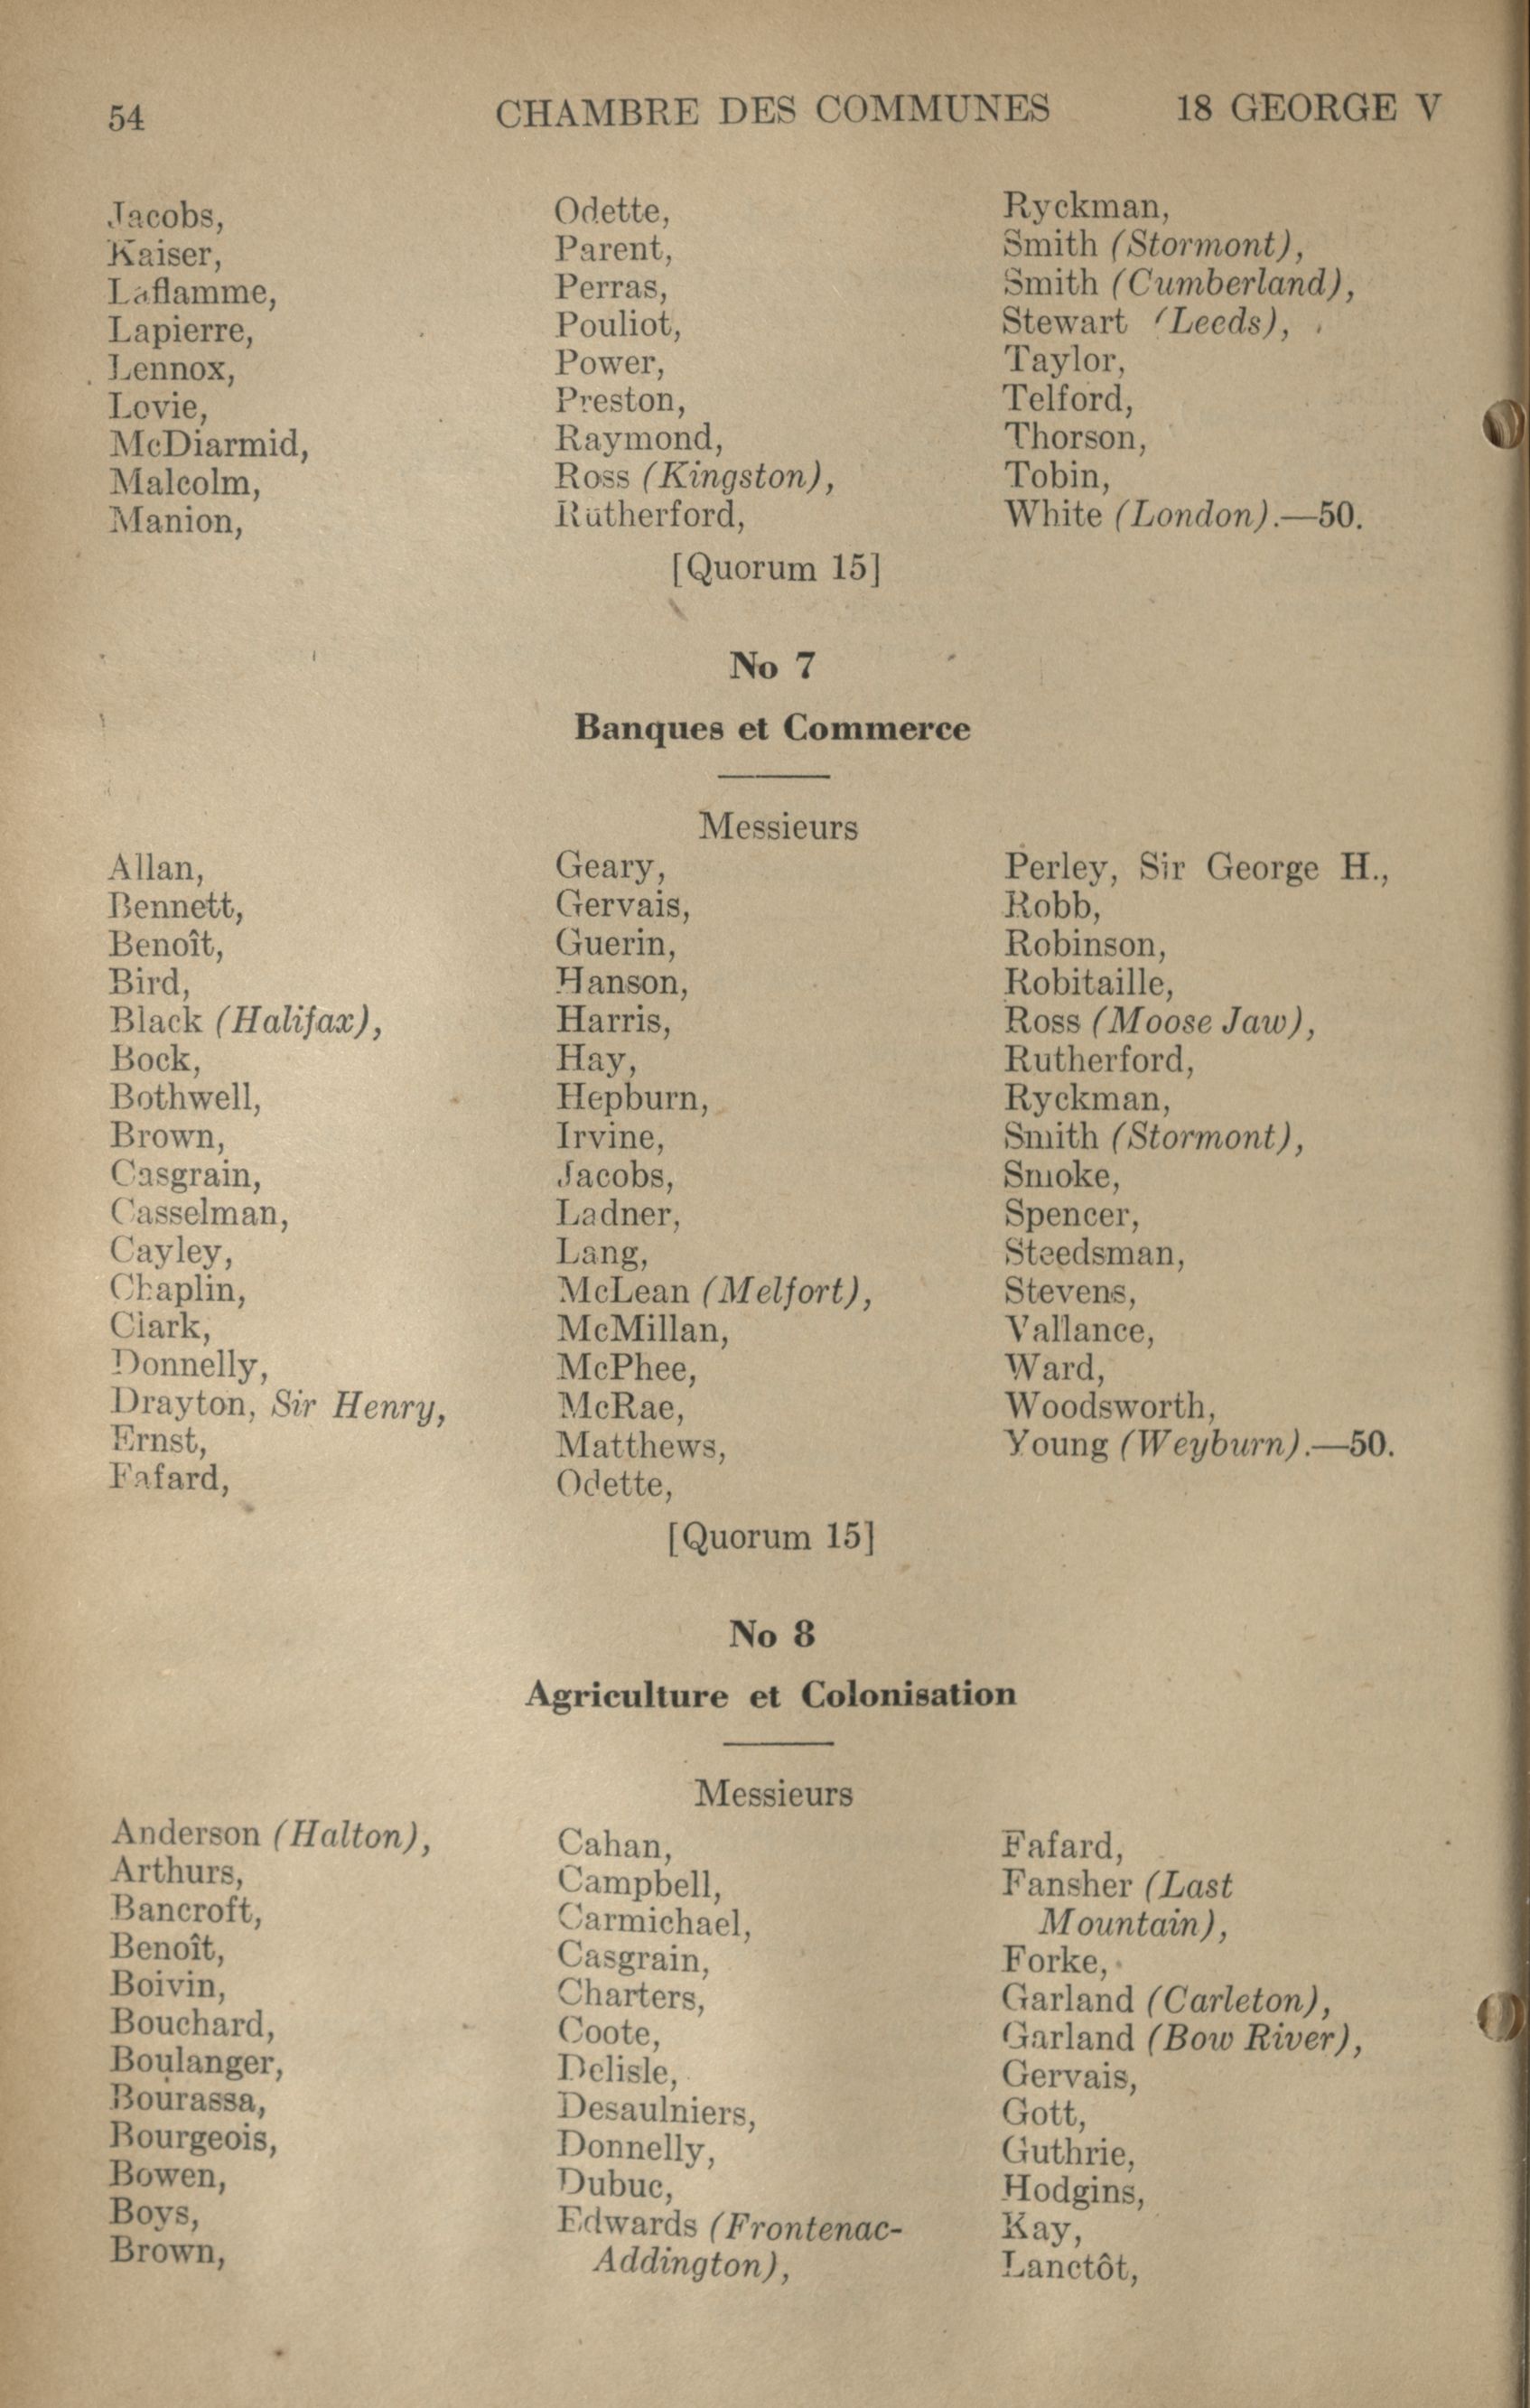 54 CHAMBRE DES COMMUNES 18 GEORGE V
Jacobs,
Kaiser,
Laflamme,
Lapierre,
Lennox,
Lovie,
McDiarmid,
Malcolm,
Manion,
Odette,
Parent,
Perras,
Pouliot,
Power,
Preston,
Raymond,
Ross (Kingston),
Rutherford,
Ryckman,
Smith (Stormont),
Smith (Cumberland),
Stewart (Leeds),
Taylor,
Telford,
Thorson,
Tobin,
White (London).—50.
[Quorum 15]
No 7
Banques et Commerce
Messieurs
Allan,
Bennett,
Benoît,
Bird,
Black (Halifax),
Bock,
Bothwell,
Brown,
Casgrain,
Casselman,
Cayley,
Chaplin,
Clark,
Donnelly,
Drayton, Sir Henry,
Ernst,
Fafard,
Geary,
Gervais,
Guerin,
Hanson,
Harris,
Hay,
Hepburn,
Irvine,
Jacobs,
Ladner,
Lang,
McLean (Melfort),
McMillan,
McPhee,
McRae,
Matthews,
Odette,
Perley, Sir George H.,
Robb,
Robinson,
Robitaille,
Ross (Moose Jaw),
Rutherford,
Ryckman,
Smith (Stormont),
Smoke,
Spencer,
Steedsman,
Stevens,
Vallance,
Ward,
Woodsworth,
Young (Weyburn).—50.
[Quorum 15]
No 8
Agriculture et Colonisation
Messieurs
Anderson (Halton),
Arthurs,
Bancroft,
Benoît,
Boivin,
Bouchard,
Boulanger,
Bourassa,
Bourgeois,
Bowen,
Boys,
Brown,
Cahan,
Campbell,
Carmichael,
Casgrain,
Charters,
Coote,
Delisle,
Desaulniers,
Donnelly,
Dubuc,
Edwards (Frontenac-
Addington),
Fafard,
Fansher (Last
Mountain),
Forke,
Garland (Carleton),
Garland (Bow River),
Gervais,
Gott,
Guthrie,
Hodgins,
Kay,
Lanctôt,